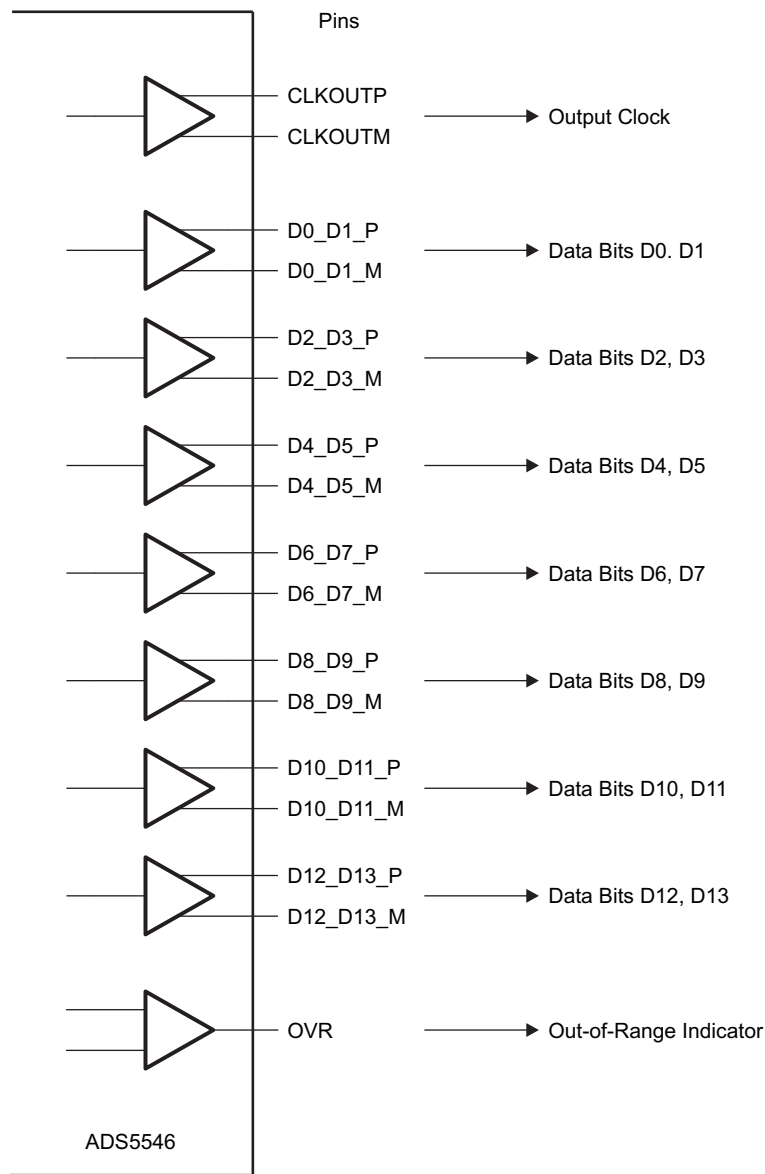 Pins
CLKOUTP
CLKOUTM
Output Clock
D0_D1_P
D0_D1_M
Data Bits D0. D1
D2_D3_P
D2_D3_M
Data Bits D2, D3
D4_D5_P
D4_D5_M
Data Bits D4, D5
D6_D7_P
D6_D7_M
Data Bits D6, D7
D8_D9_P
D8_D9_M
Data Bits D8, D9
D10_D11_P
D10_D11_M
Data Bits D10, D11
D12_D13_P
D12_D13_M
Data Bits D12, D13
OVR
Out-of-Range Indicator
ADS5546